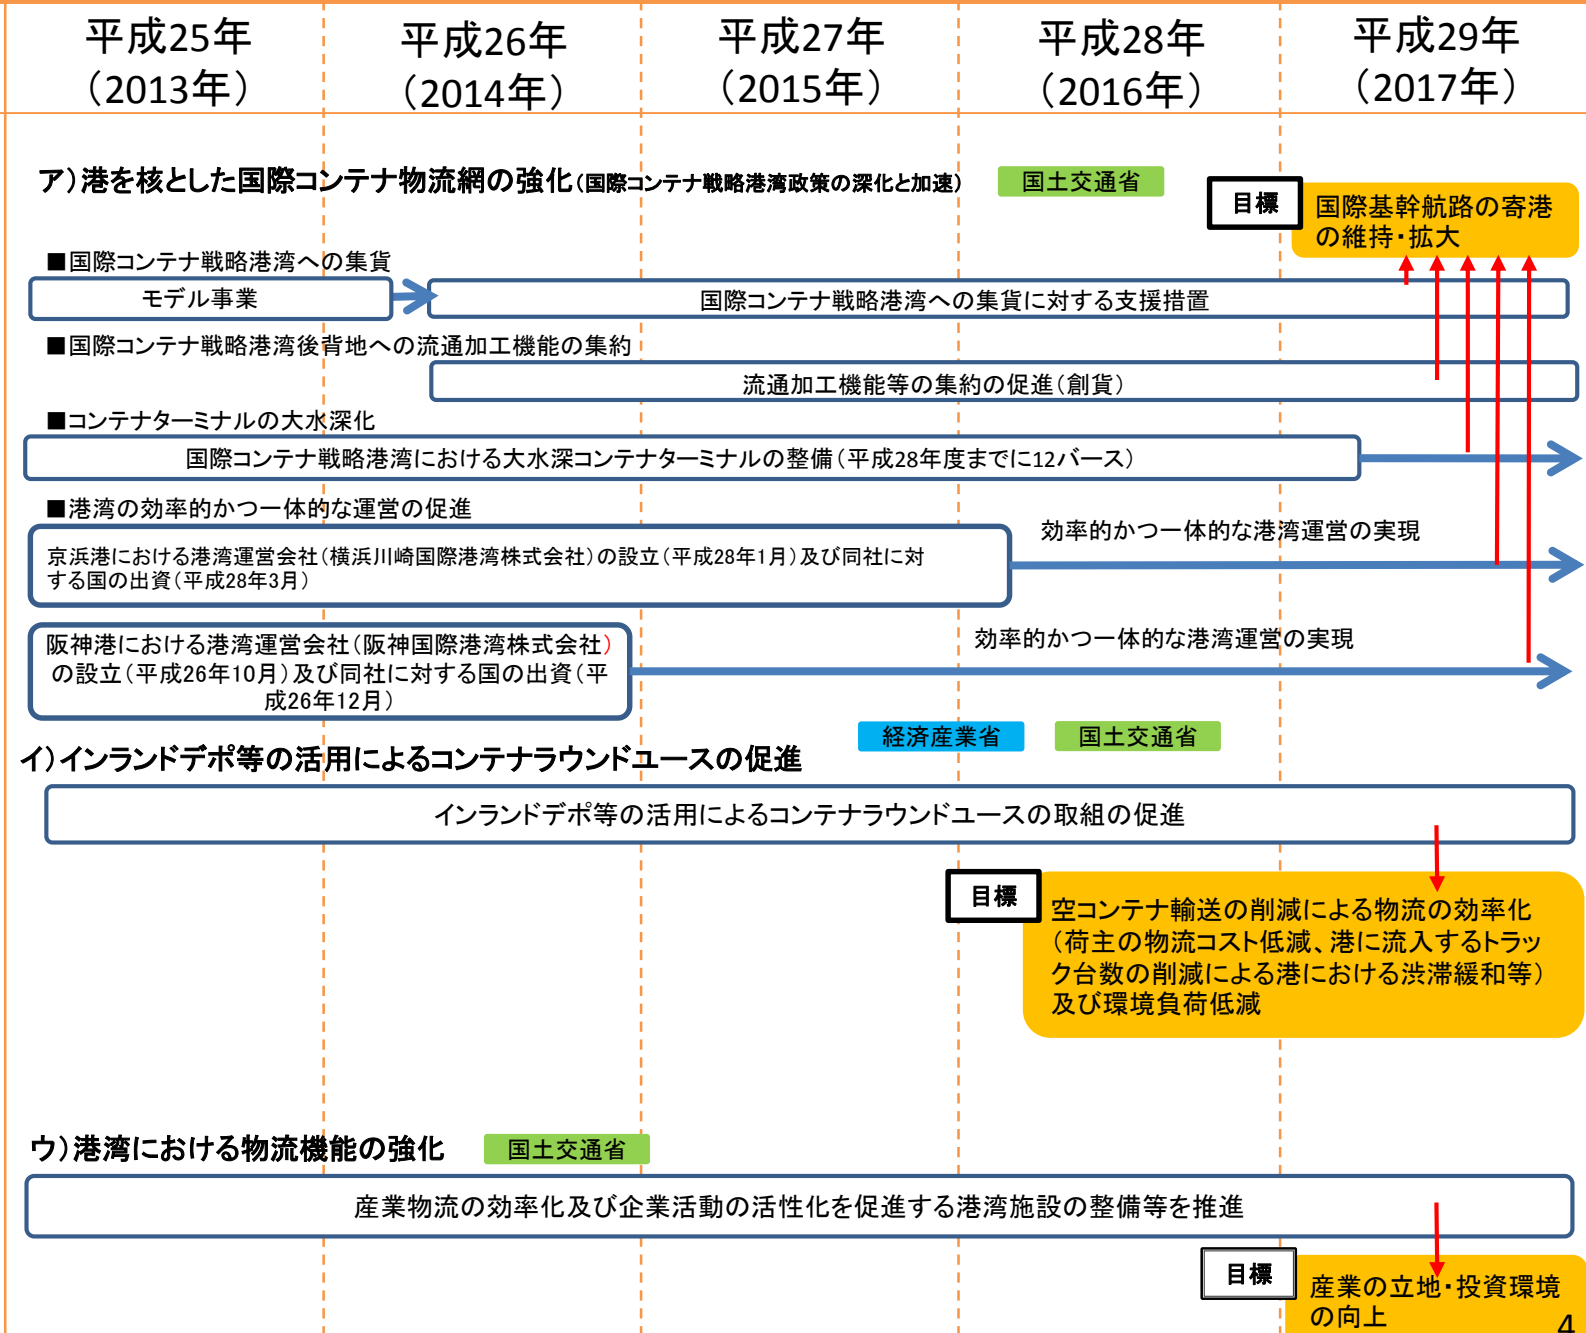 平成25年
（2013年）
平成26年
（2014年）
平成27年
（2015年）
平成28年
（2016年）
平成29年
（2017年）
ア）港を核とした国際コンテナ物流網の強化（国際コンテナ戦略港湾政策の深化と加速）
国土交通省
目標
国際基幹航路の寄港
の維持・拡大
■国際コンテナ戦略港湾への集貨
モデル事業
国際コンテナ戦略港湾への集貨に対する支援措置
■国際コンテナ戦略港湾後背地への流通加工機能の集約
流通加工機能等の集約の促進（創貨）
■コンテナターミナルの大水深化
国際コンテナ戦略港湾における大水深コンテナターミナルの整備（平成28年度までに12バース）
■港湾の効率的かつ一体的な運営の促進
京浜港における港湾運営会社（横浜川崎国際港湾株式会社）の設立（平成28年1月）及び同社に対
する国の出資（平成28年3月）
効率的かつ一体的な港湾運営の実現
阪神港における港湾運営会社（阪神国際港湾株式会社）
の設立（平成26年10月）及び同社に対する国の出資（平
成26年12月）
効率的かつ一体的な港湾運営の実現
経済産業省
国土交通省
イ）インランドデポ等の活用によるコンテナラウンドユースの促進
インランドデポ等の活用によるコンテナラウンドユースの取組の促進
目標
空コンテナ輸送の削減による物流の効率化
（荷主の物流コスト低減、港に流入するトラッ
ク台数の削減による港における渋滞緩和等）
及び環境負荷低減
ウ）港湾における物流機能の強化
国土交通省
産業物流の効率化及び企業活動の活性化を促進する港湾施設の整備等を推進
目標
産業の立地・投資環境
の向上
4